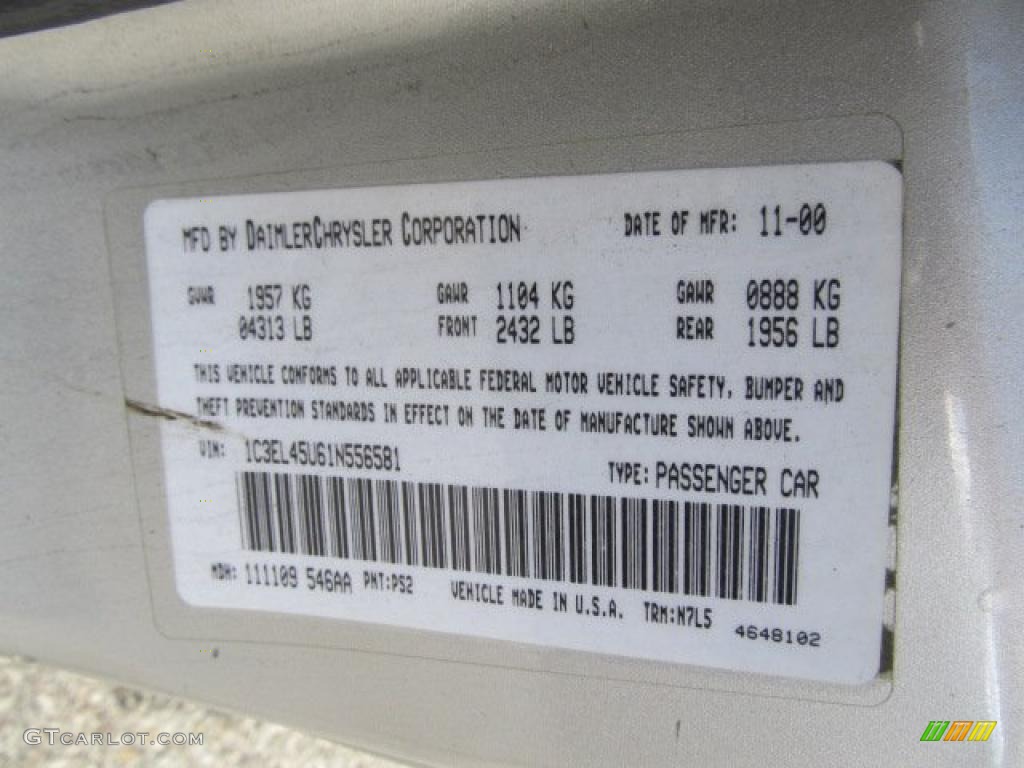 MFD BY DAIMLERCHRYSLER CORPORATION DATE OF MFR: 11-00
GVWR 1957 KG GAWR 1104 KG GAWR 0888 KG
04313 LB FRONT 2432 LB REAR 1956 LB
THIS VEHICLE CONFORMS TO ALL APPLICABLE FEDERAL MOTOR VEHICLE SAFETY, BUMPER AND
THEFT PREVENTION STANDARDS IN EFFECT ON THE DATE OF MANUFACTURE SHOWN ABOVE.
VIN: 1C3EL45U61N556581 TYPE: PASSENGER CAR
MDH: 111109 546AA PNT:PS2 VEHICLE MADE IN U.S.A. TRM:N7L5
4648102
GTCARLOT.COM